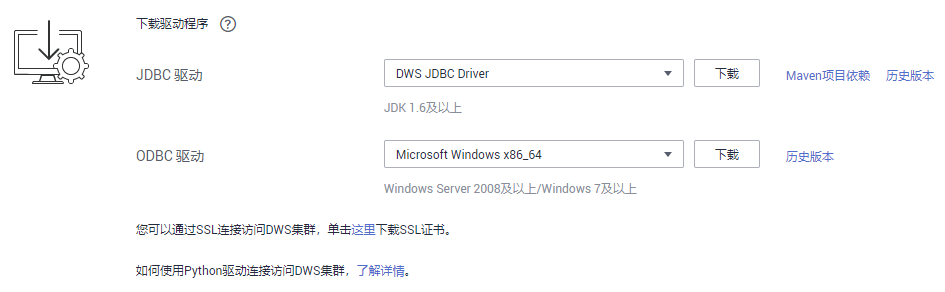 下载驱动程序 ?
JDBC 驱动 DWS JDBC Driver 下载 Maven项目依赖 历史版本
JDK 1.6及以上
ODBC 驱动 Microsoft Windows x86_64 下载 历史版本
Windows Server 2008及以上/Windows 7及以上
您可以通过SSL连接访问DWS集群，单击这里下载SSL证书。
如何使用Python驱动连接访问DWS集群，了解详情。